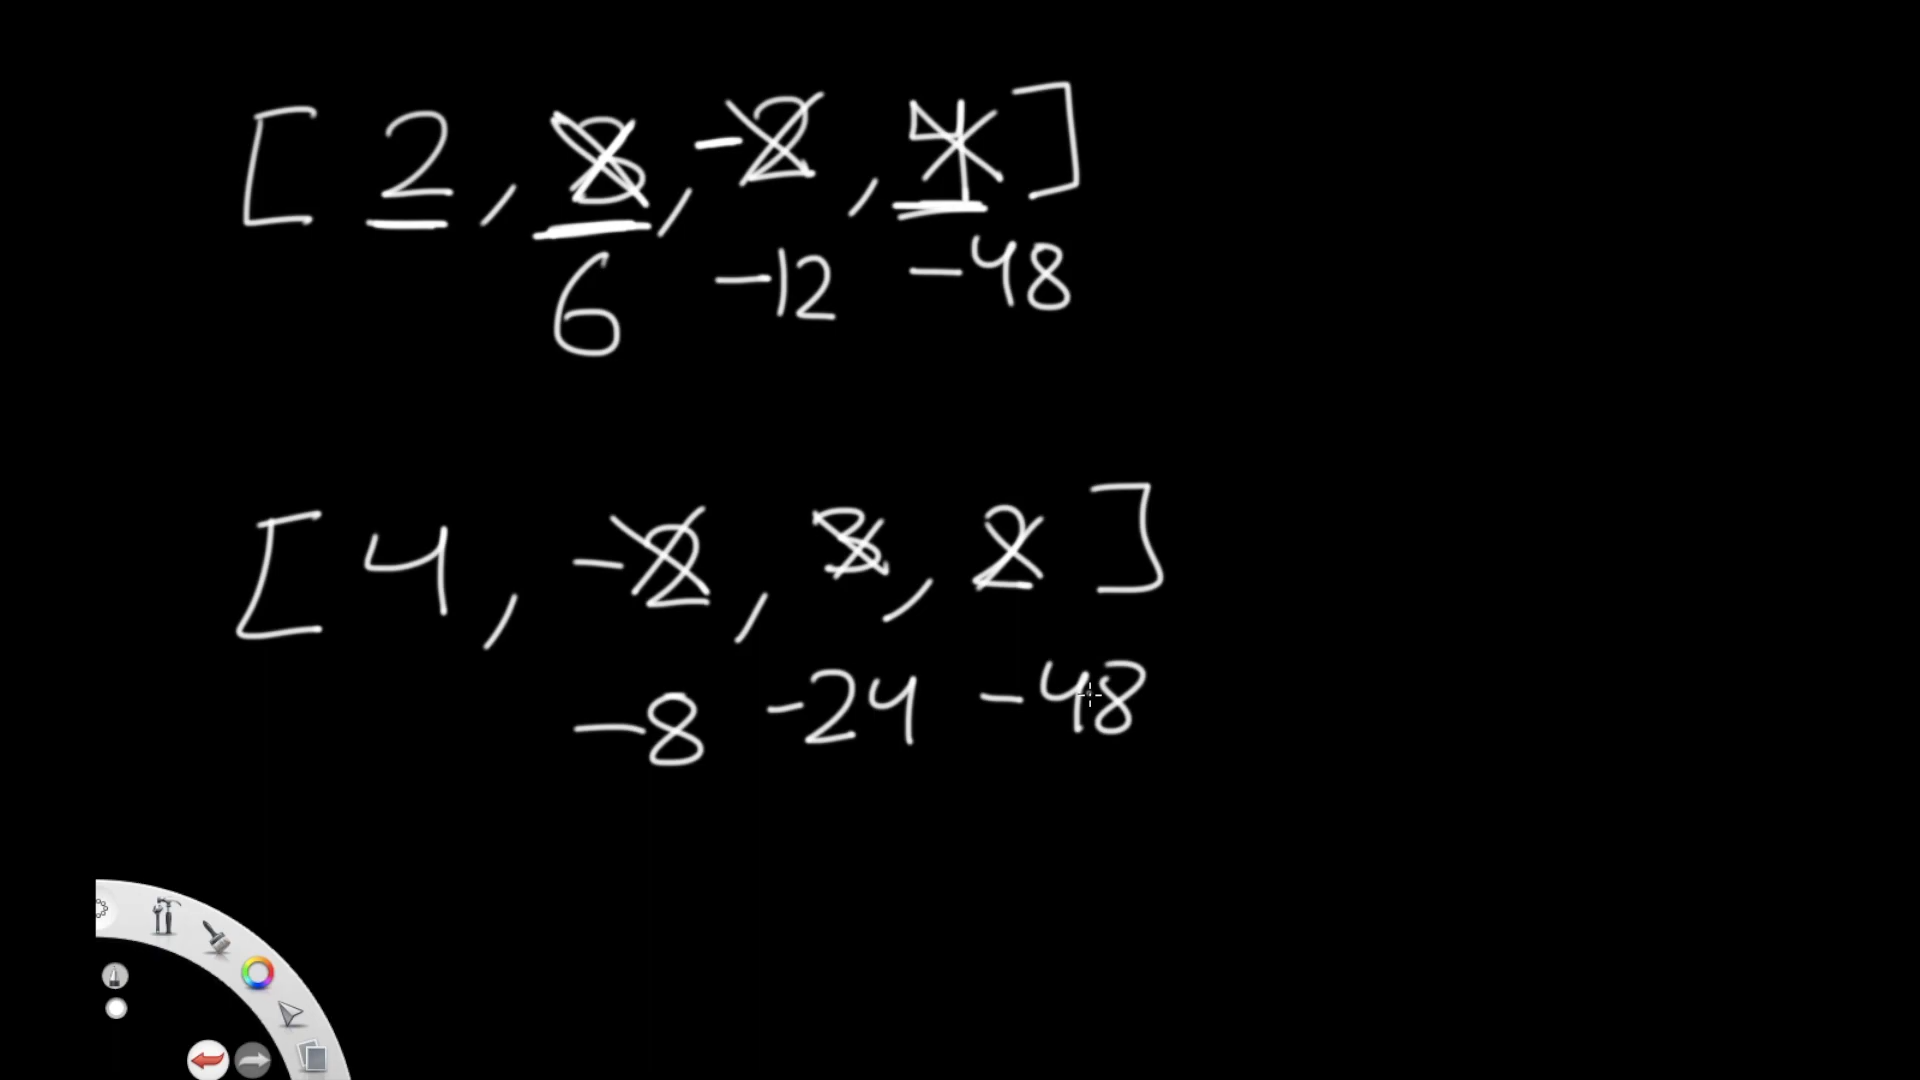 [ 2 , 3 , -2 , 4 ]
6 -12 -48
[ 4 , -2 , 3 , 2 ]
-8 -24 -48